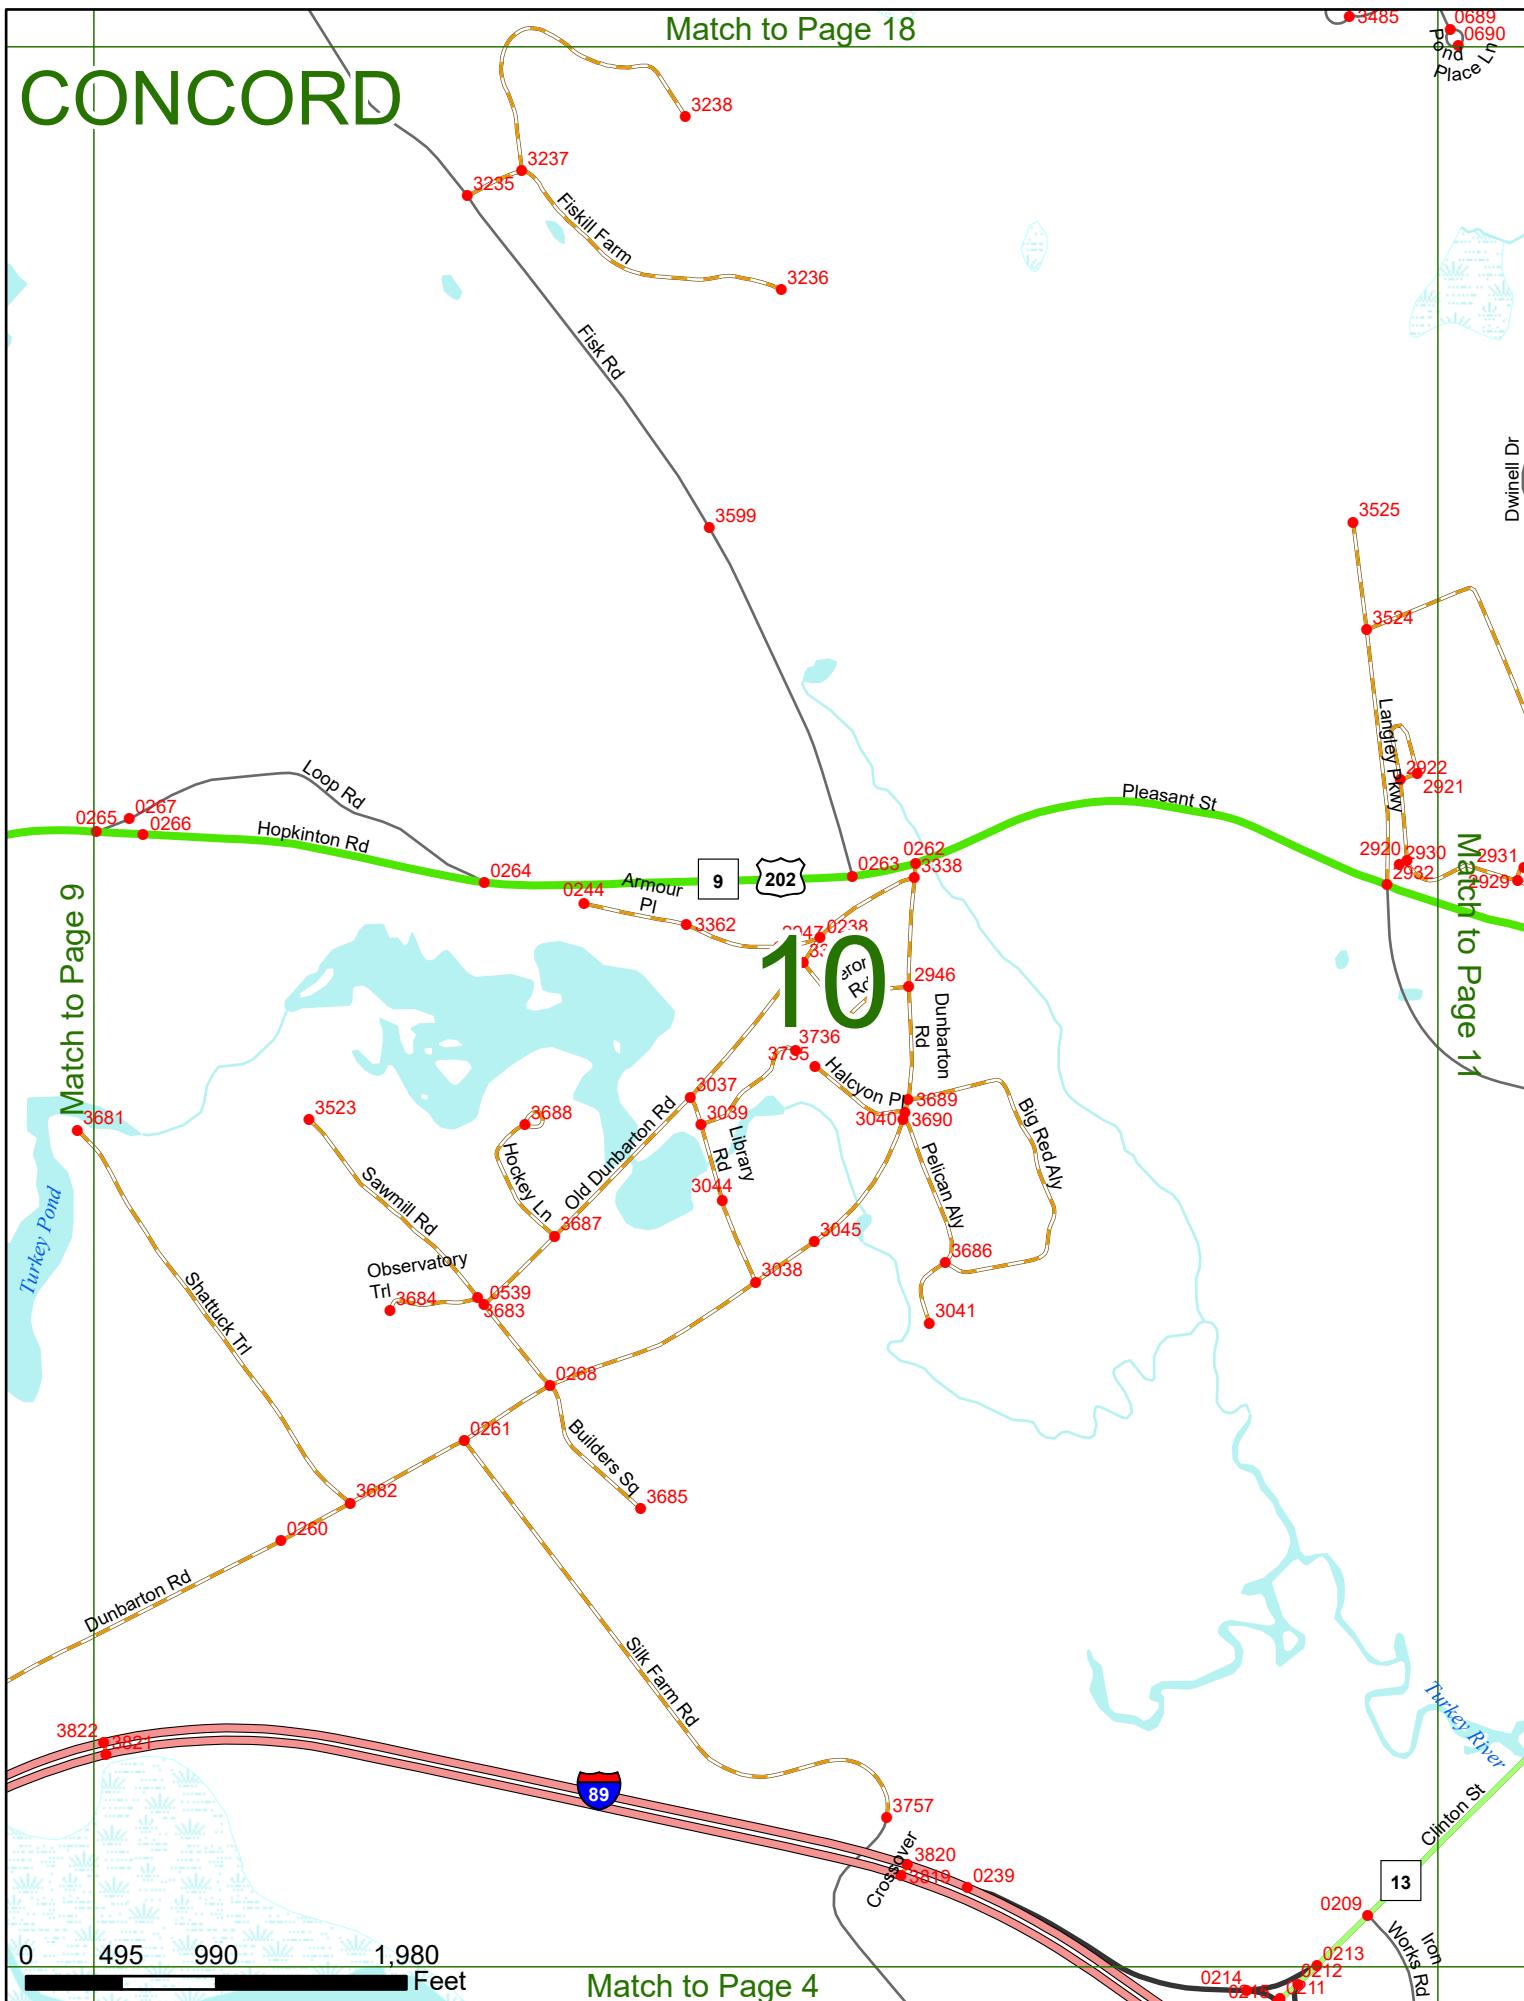 Match to Page 18
3485
0689
0690
Pond
Place Ln
CONCORD
3238
3237
3235
Fiskill Farm
3236
Fisk Rd
Dwinell Dr
3599
3525
3524
Langley Pkwy
2922
2921
Loop Rd
Pleasant St
0267
0265
0266
Hopkinton Rd
0264
9
202
0263
0262
3338
2920
2930
2932
2931
2929
Armour
Pl
0244
3362
0238
10
Rd
2946
Dunbarton
Rd
Match to Page 9
Match to Page 11
3736
3735
Halcyon Pl
3037
3039
Library
Rd
3689
3040
3690
Big Red Aly
Pelican Aly
3681
3523
3688
Hockey Ln
Old Dunbarton Rd
Sawmill Rd
3044
3687
3045
3686
Turkey Pond
Observatory
Trl
3684
0539
3683
3038
3041
Shattuck Trl
0268
0261
Builders Sq
3685
3682
0260
Dunbarton Rd
Silk Farm Rd
Turkey River
3822
3821
89
3757
Crossover
3820
3819
0239
Clinton St
13
0209
Iron
Works Rd
0213
0212
0214
0211
0 495 990 1,980
Feet
Match to Page 4